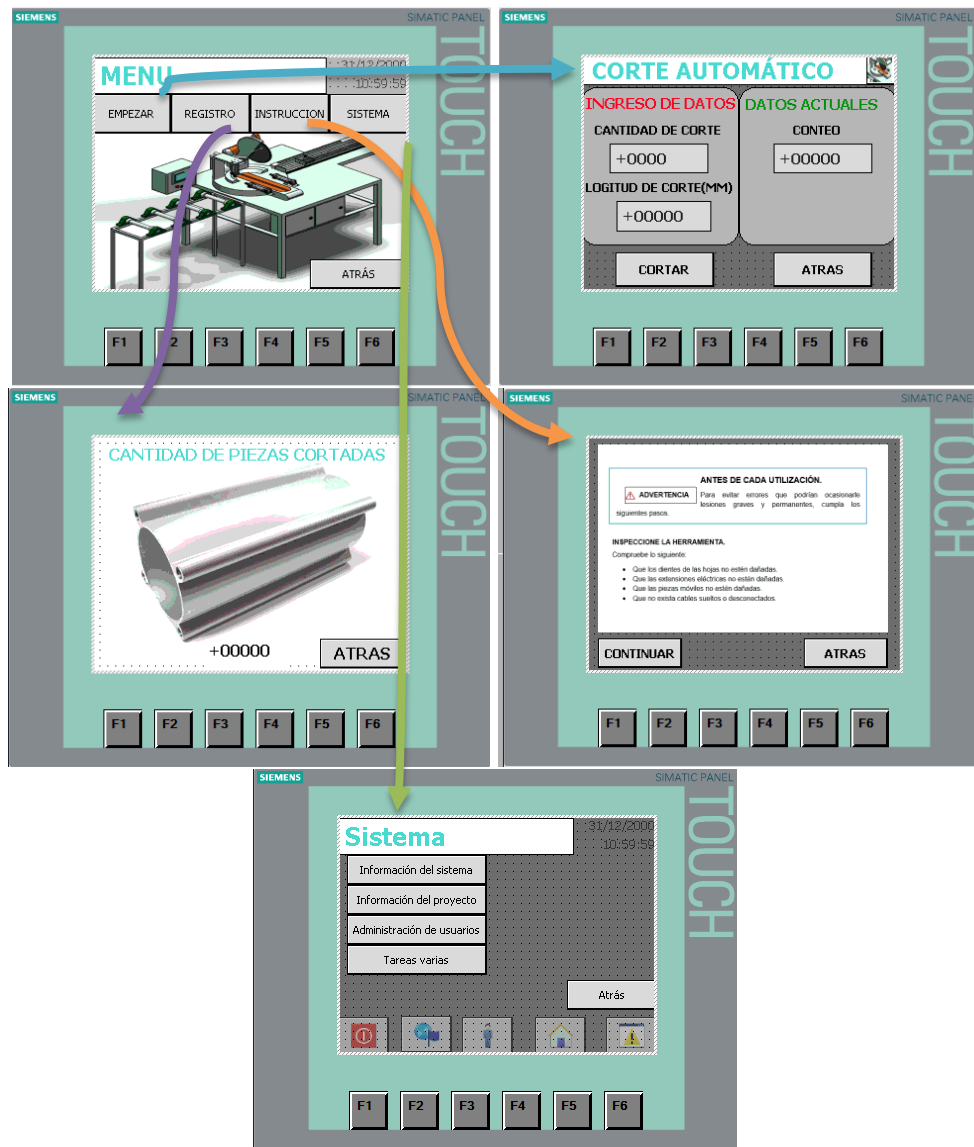 SIEMENS
SIMATIC PANEL
TOUCH
MENU
31/12/2000
10:59:59
EMPEZAR
REGISTRO
INSTRUCCION
SISTEMA
ATRÁS
F1
2
F3
F4
F5
F6
SIEMENS
SIMATIC PANEL
TOUCH
CORTE AUTOMÁTICO
INGRESO DE DATOS
CANTIDAD DE CORTE
+0000
LOGITUD DE CORTE(MM)
+00000
DATOS ACTUALES
CONTEO
+00000
CORTAR
ATRAS
F1
F2
F3
F4
F5
F6
SIEMENS
SIMATIC PANEL
TOUCH
CANTIDAD DE PIEZAS CORTADAS
+00000
ATRAS
F1
F2
F3
F4
F5
F6
SIEMENS
SIMATIC PANE
TOUCH
ANTES DE CADA UTILIZACIÓN.
ADVERTENCIA Para evitar errores que podrían ocasionarle
lesiones graves y permanentes, cumpla los
siguientes pasos.
INSPECCIONE LA HERRAMIENTA.
Compruebe lo siguiente:
• Que los dientes de las hojas no estén dañadas.
• Que las extensiones eléctricas no estén dañadas.
• Que las piezas móviles no estén dañadas.
• Que no exista cables sueltos o desconectados.
CONTINUAR
ATRAS
F1
F2
F3
F4
F5
F6
SIEMENS
SIMATIC PANEL
TOUCH
Sistema
31/12/2000
10:59:59
Información del sistema
Información del proyecto
Administración de usuarios
Tareas varias
Atrás
F1
F2
F3
F4
F5
F6